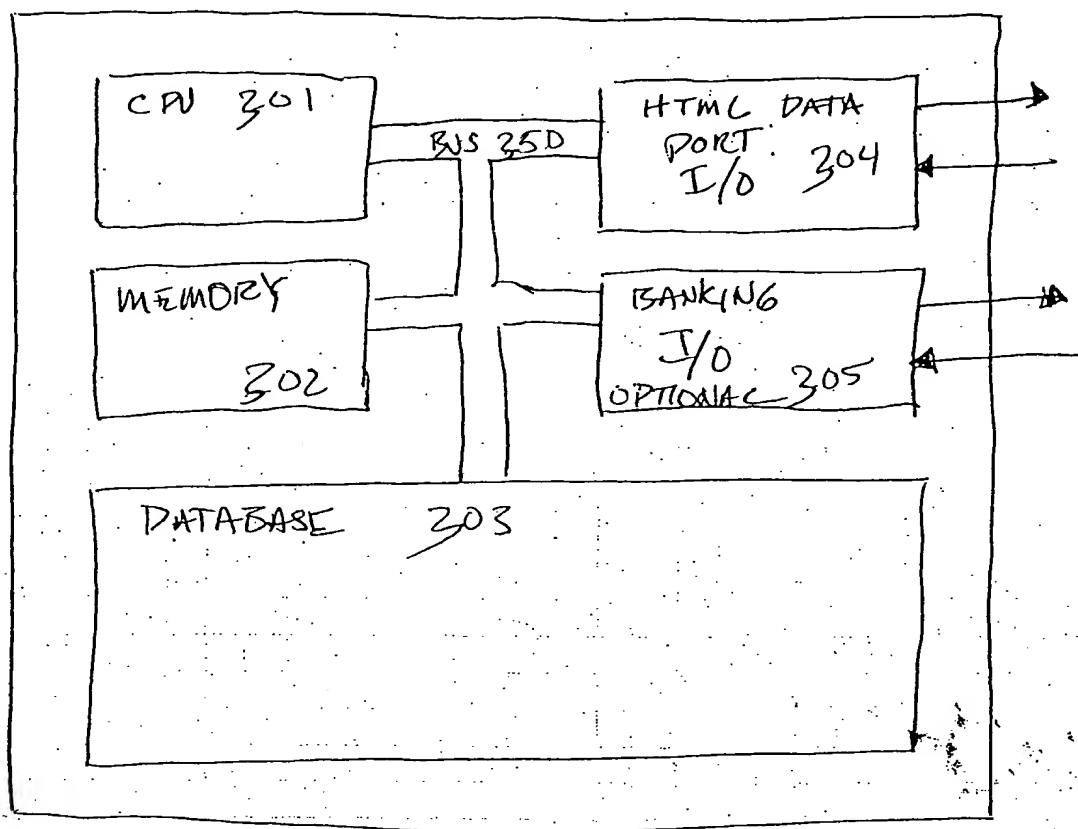 CPU 301
BUS 350
HTML DATA
PORT
I/O 304
MEMORY
302
BANKING
I/O
OPTIONAL 305
DATABASE 303